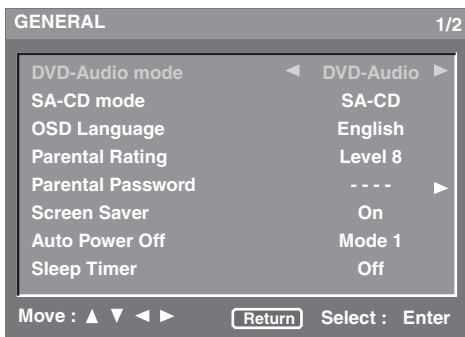 GENERAL 1/2
DVD-Audio mode ◄ DVD-Audio ►
SA-CD mode SA-CD
OSD Language English
Parental Rating Level 8
Parental Password - - - - ►
Screen Saver On
Auto Power Off Mode 1
Sleep Timer Off
Move : ▲ ▼ ◄ ► Return Select : Enter